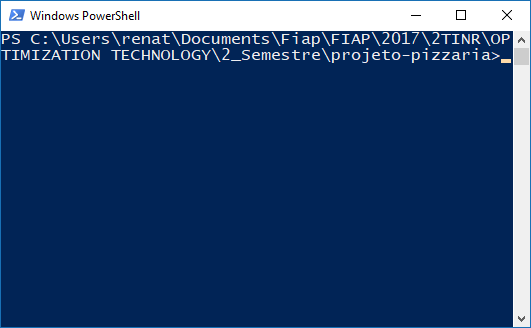 Windows PowerShell
PS C:\Users\renat\Documents\Fiap\FIAP\2017\2TINR\OP
TIMIZATION TECHNOLOGY\2_Semestre\projeto-pizzaria>_